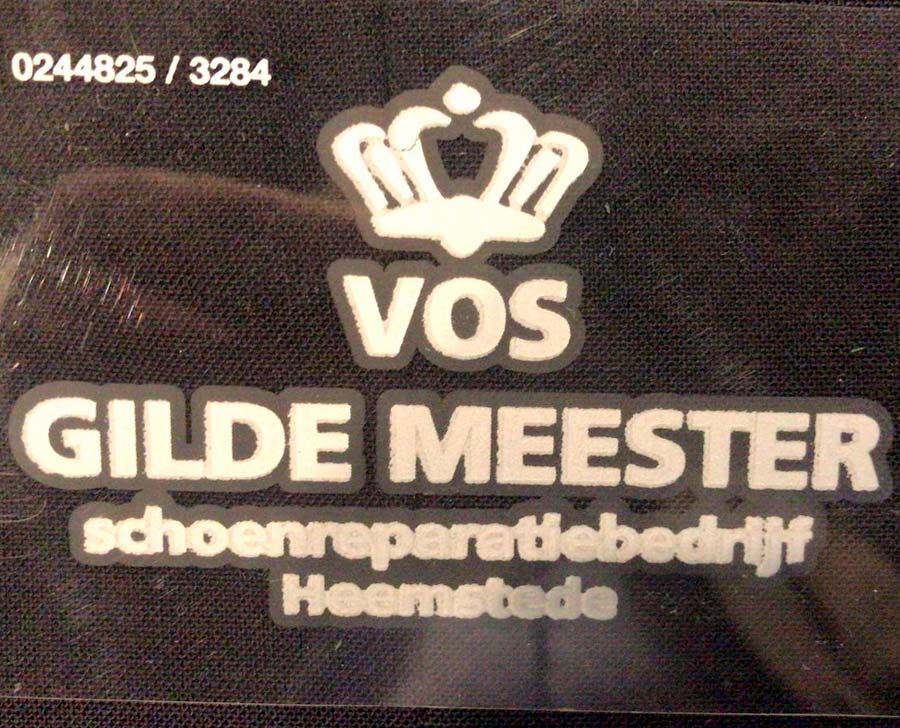 0244825 / 3284
VOS
GILDE MEESTER
schoenreparatiebedrijf
Heemstede